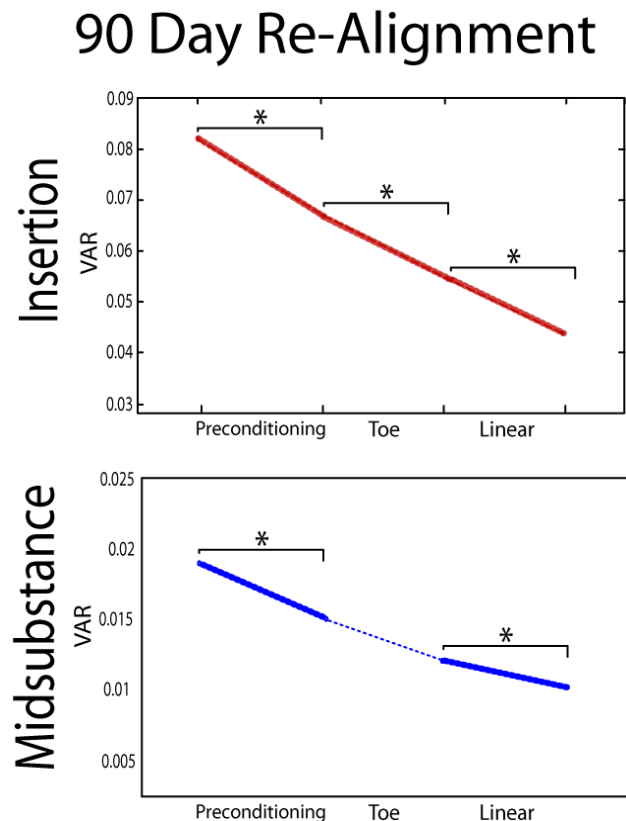 90 Day Re-Alignment
Insertion
VAR
0.09
0.08
0.07
0.06
0.05
0.04
0.03
*
*
*
Preconditioning Toe Linear
Midsubstance
VAR
0.025
0.02
0.015
0.01
0.005
*
*
Preconditioning Toe Linear